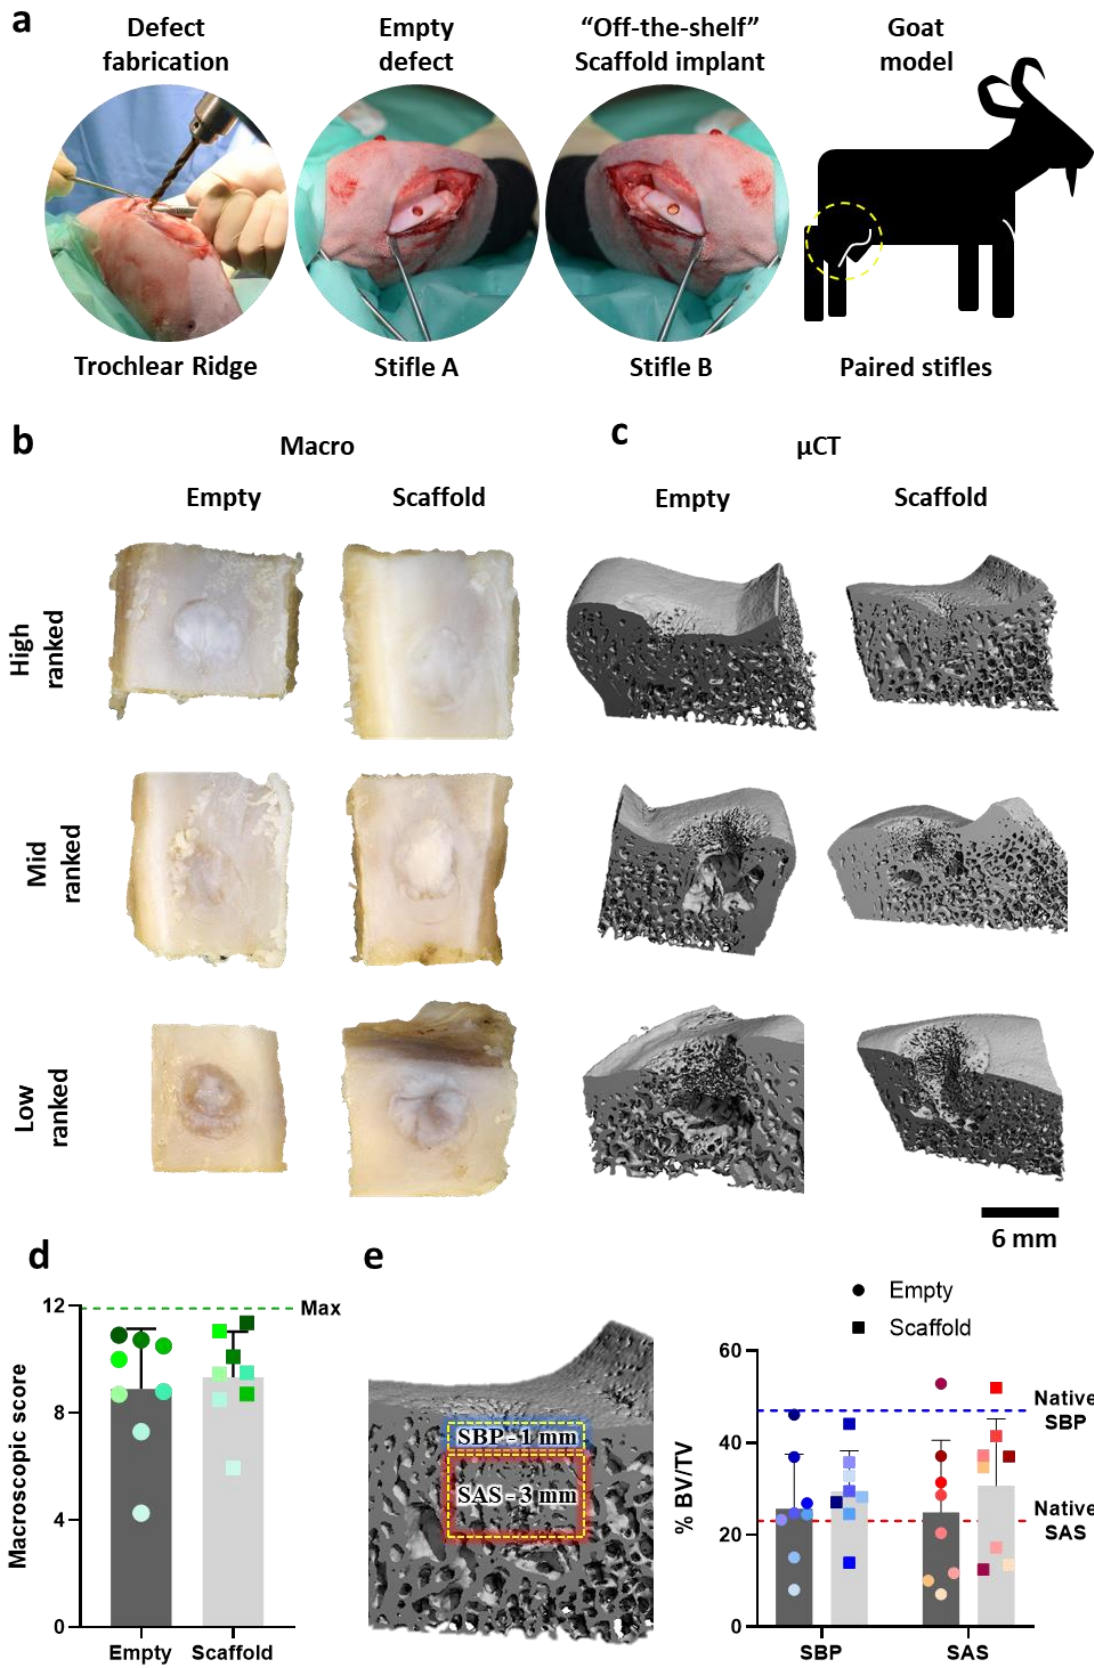 a
Defect
fabrication
Empty
defect
“Off-the-shelf”
Scaffold implant
Goat
model
Trochlear Ridge
Stifle A
Stifle B
Paired stifles
b
Macro
Empty
Scaffold
High
ranked
Mid
ranked
Low
ranked
c
µCT
Empty
Scaffold
6 mm
d
Macroscopic score
12
8
4
0
Max
Empty
Scaffold
e
SBP - 1 mm
SAS - 3 mm
Empty
Scaffold
% BV/TV
60
40
20
0
Native
SBP
Native
SAS
SBP
SAS